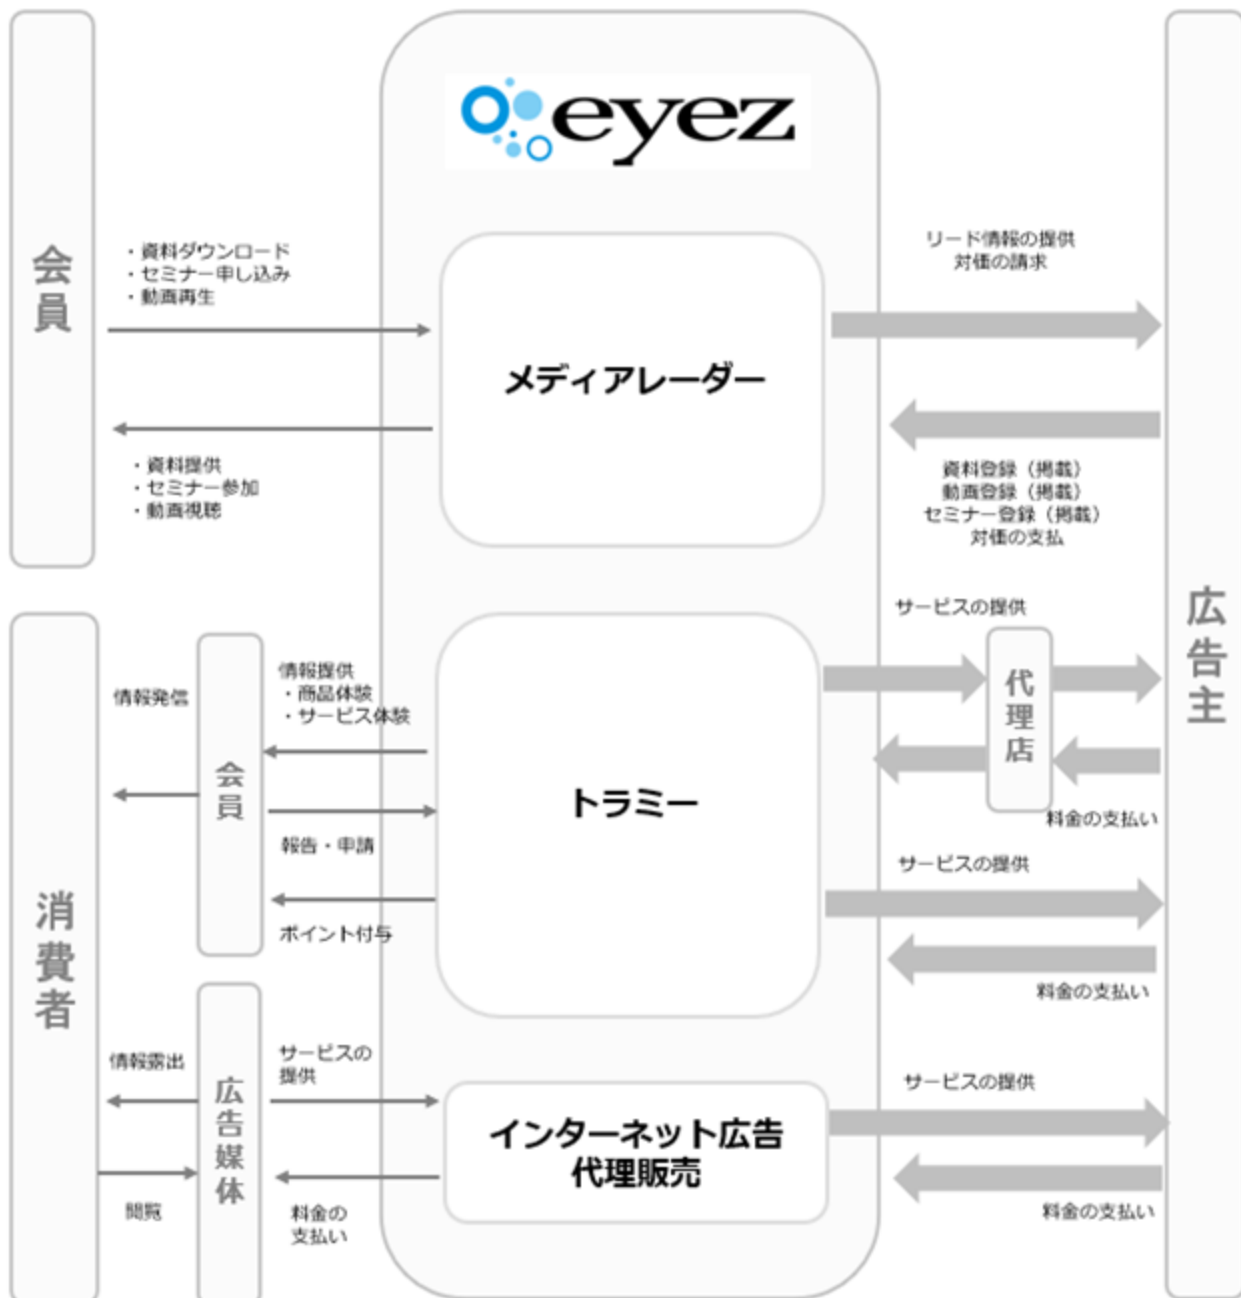 eyez
会員
・資料ダウンロード
・セミナー申し込み
・動画再生
・資料提供
・セミナー参加
・動画視聴
メディアレーダー
リード情報の提供
対価の請求
資料登録（掲載）
動画登録（掲載）
セミナー登録（掲載）
対価の支払
広告主
消費者
情報発信
会員
情報提供
・商品体験
・サービス体験
報告・申請
ポイント付与
トラミー
サービスの提供
代理店
料金の支払い
サービスの提供
料金の支払い
情報露出
閲覧
広告媒体
サービスの
提供
料金の
支払い
インターネット広告
代理販売
サービスの提供
料金の支払い